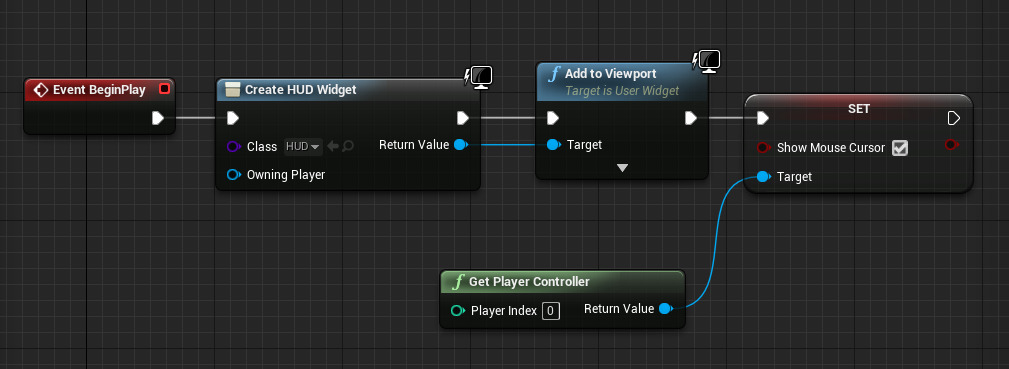 Event BeginPlay
Create HUD Widget
Class HUD
Return Value
Owning Player
Add to Viewport
Target is User Widget
Target
SET
Show Mouse Cursor
Target
Get Player Controller
Player Index 0
Return Value